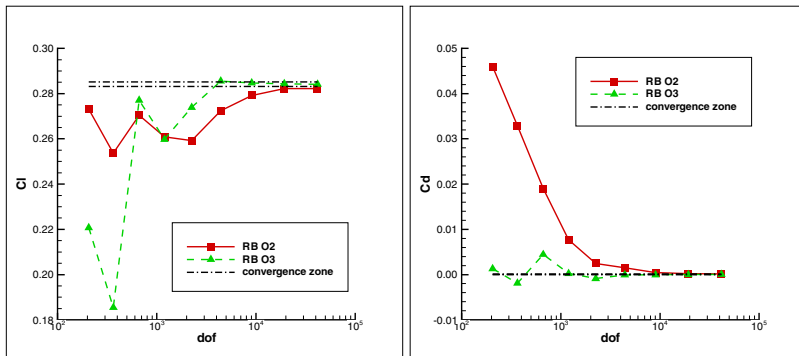 0.30
0.28
0.26
0.24
0.22
0.20
0.18
Cl
10²
10³
10⁴
10⁵
dof
RB O2
RB O3
convergence zone
0.05
0.04
0.03
0.02
0.01
0.00
-0.01
Cd
10²
10³
10⁴
10⁵
dof
RB O2
RB O3
convergence zone